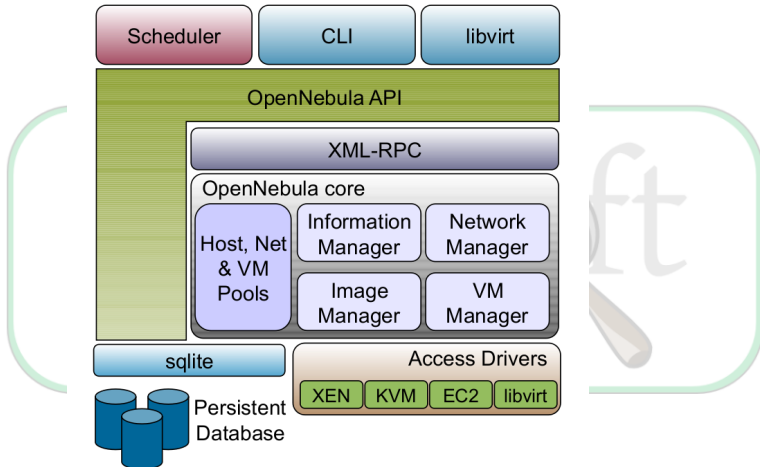 Scheduler
CLI
libvirt
OpenNebula API
XML-RPC
OpenNebula core
Host, Net
& VM
Pools
Information
Manager
Network
Manager
Image
Manager
VM
Manager
sqlite
Access Drivers
XEN
KVM
EC2
libvirt
Persistent
Database